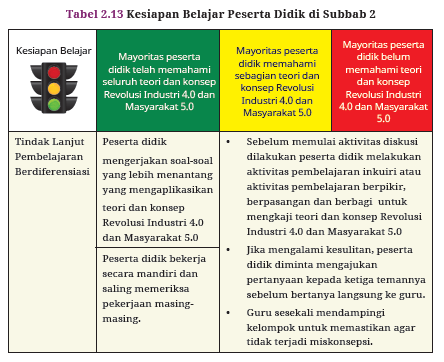 Tabel 2.13 Kesiapan Belajar Peserta Didik di Subbab 2
Kesiapan Belajar
Mayoritas peserta
didik telah memahami
seluruh teori dan konsep
Revolusi Industri 4.0 dan
Masyarakat 5.0
Mayoritas peserta
didik memahami
sebagian teori dan
konsep Revolusi
Industri 4.0 dan
Masyarakat 5.0
Mayoritas peserta
didik belum
memahami teori
dan konsep
Revolusi Industri
4.0 dan Masyarakat
5.0
Tindak Lanjut
Pembelajaran
Berdiferensiasi
Peserta didik
mengerjakan soal-soal
yang lebih menantang
yang mengaplikasikan
teori dan konsep
Revolusi Industri 4.0
dan Masyarakat 5.0
Peserta didik bekerja
secara mandiri dan
saling memeriksa
pekerjaan masing-
masing.
• Sebelum memulai aktivitas diskusi
dilakukan peserta didik melakukan
aktivitas pembelajaran inkuiri atau
aktivitas pembelajaran berpikir,
berpasangan dan berbagi untuk
mengkaji teori dan konsep Revolusi
Industri 4.0 dan Masyarakat 5.0
• Jika mengalami kesulitan, peserta
didik diminta mengajukan
pertanyaan kepada ketiga temannya
sebelum bertanya langsung ke guru.
• Guru sesekali mendampingi
kelompok untuk memastikan agar
tidak terjadi miskonsepsi.